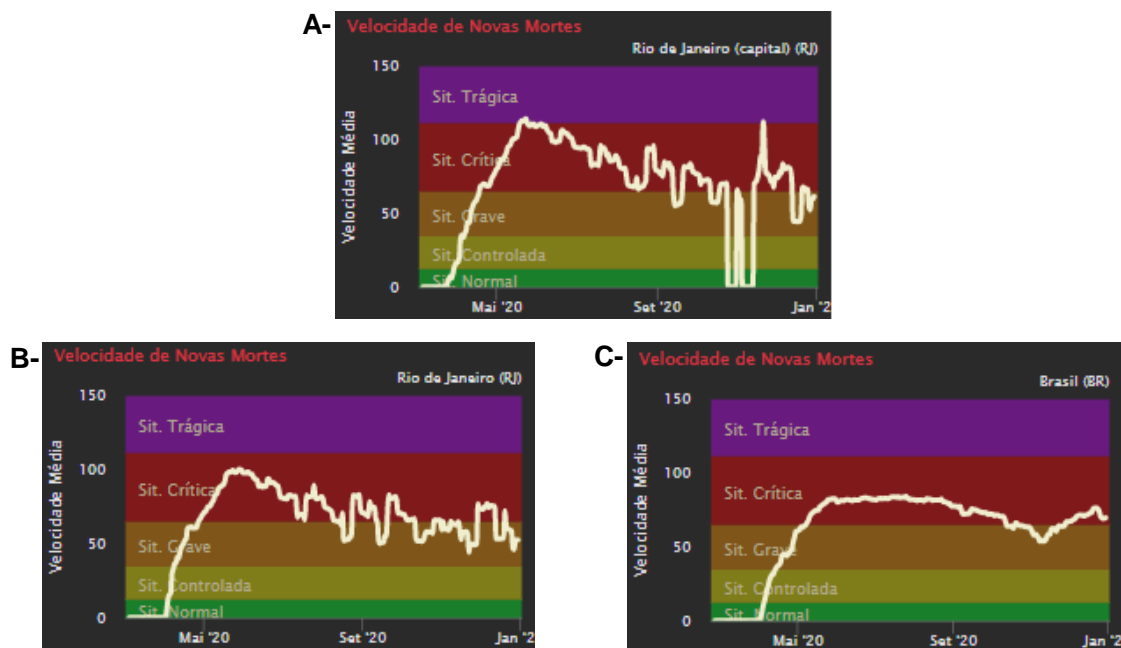 A-
Velocidade de Novas Mortes
Rio de Janeiro (capital) (RJ)
Velocidade Média
150
100
50
0
Sit. Trágica
Sit. Crítica
Sit. Grave
Sit. Controlada
Sit. Normal
Mai '20
Set '20
Jan '2
B-
Velocidade de Novas Mortes
Rio de Janeiro (RJ)
Velocidade Média
150
100
50
0
Sit. Trágica
Sit. Crítica
Sit. Grave
Sit. Controlada
Sit. Normal
Mai '20
Set '20
Jan '2
C-
Velocidade de Novas Mortes
Brasil (BR)
Velocidade Média
150
100
50
0
Sit. Trágica
Sit. Crítica
Sit. Grave
Sit. Controlada
Sit. Normal
Mai '20
Set '20
Jan '2